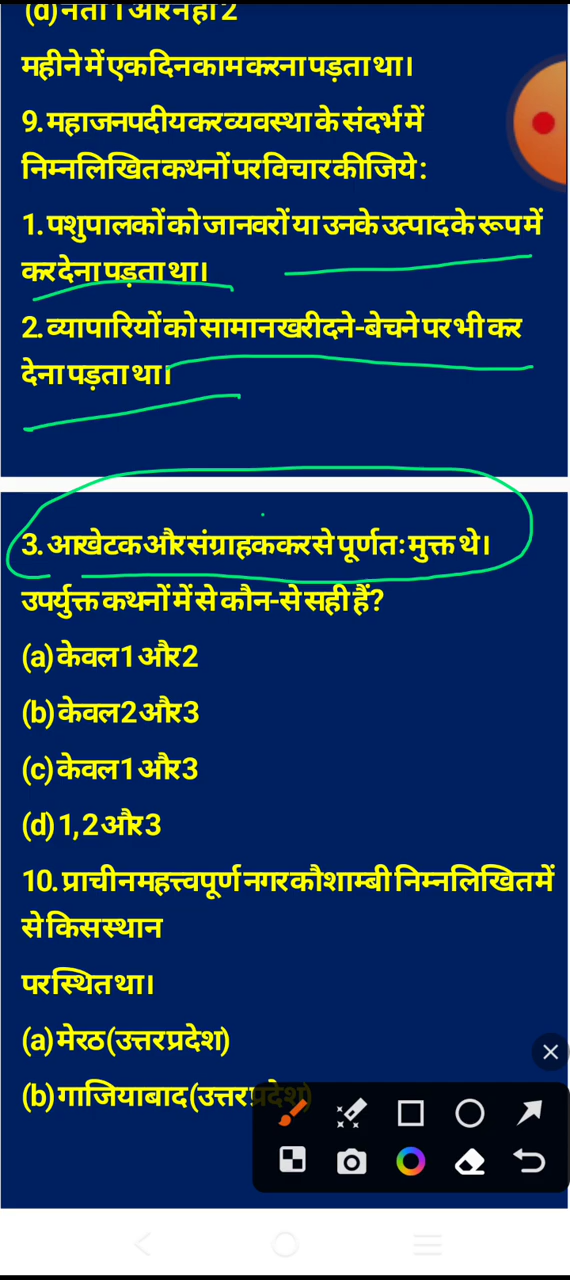 (d) न तो 1 और न ही 2
महीने में एक दिन काम करना पड़ता था।
9. महाजनपदीय कर व्यवस्था के संदर्भ में
निम्नलिखित कथनों पर विचार कीजिये :
1. पशुपालकों को जानवरों या उनके उत्पाद के रूप में
कर देना पड़ता था।
2. व्यापारियों को सामान खरीदने-बेचने पर भी कर
देना पड़ता था।
3. आखेटक और संग्राहक कर से पूर्णतः मुक्त थे।
उपर्युक्त कथनों में से कौन-से सही हैं?
(a) केवल 1 और 2
(b) केवल 2 और 3
(c) केवल 1 और 3
(d) 1, 2 और 3
10. प्राचीन महत्त्वपूर्ण नगर कौशाम्बी निम्नलिखित में
से किस स्थान
पर स्थित था।
(a) मेरठ (उत्तर प्रदेश)
(b) गाजियाबाद (उत्तर प्रदेश)